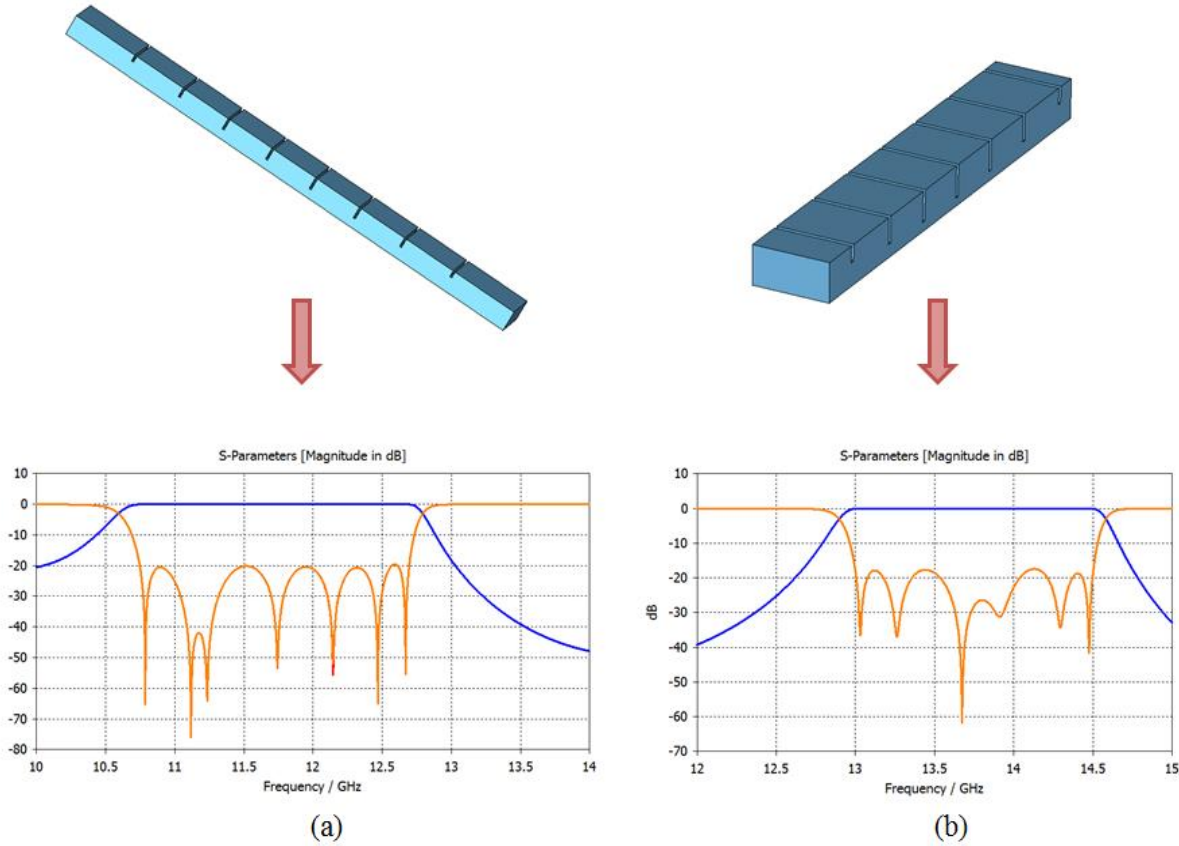 S-Parameters [Magnitude in dB]
10
0
-10
-20
-30
-40
-50
-60
-70
-80
10 10.5 11 11.5 12 12.5 13 13.5 14
Frequency / GHz
(a)
S-Parameters [Magnitude in dB]
dB
10
0
-10
-20
-30
-40
-50
-60
-70
12 12.5 13 13.5 14 14.5 15
Frequency / GHz
(b)